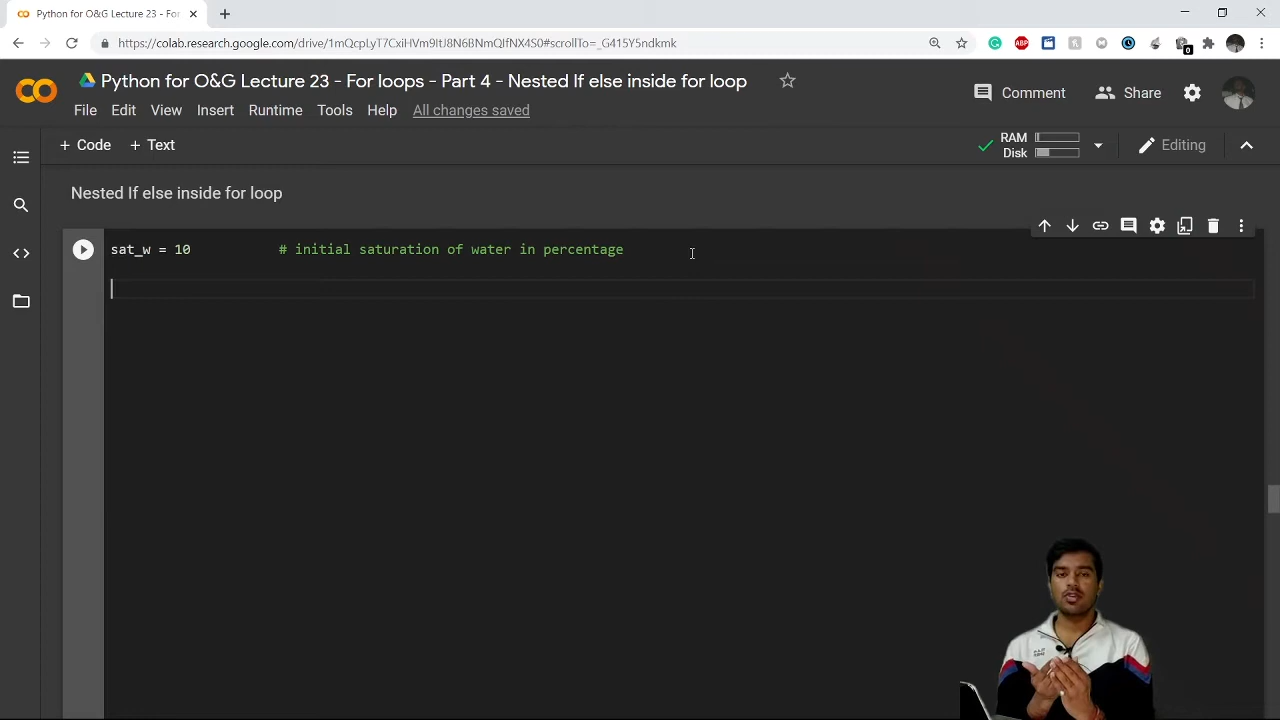 Python for O&G Lecture 23 - For
https://colab.research.google.com/drive/1mQcpLyT7CxiHVm9ItJ8N6BNmQIfNX4S0#scrollTo=_G415Y5ndkmk
ABP
0
Python for O&G Lecture 23 - For loops - Part 4 - Nested If else inside for loop
Comment
Share
File Edit View Insert Runtime Tools Help All changes saved
+ Code + Text
RAM
Disk
Editing
Nested If else inside for loop
sat_w = 10 # initial saturation of water in percentage